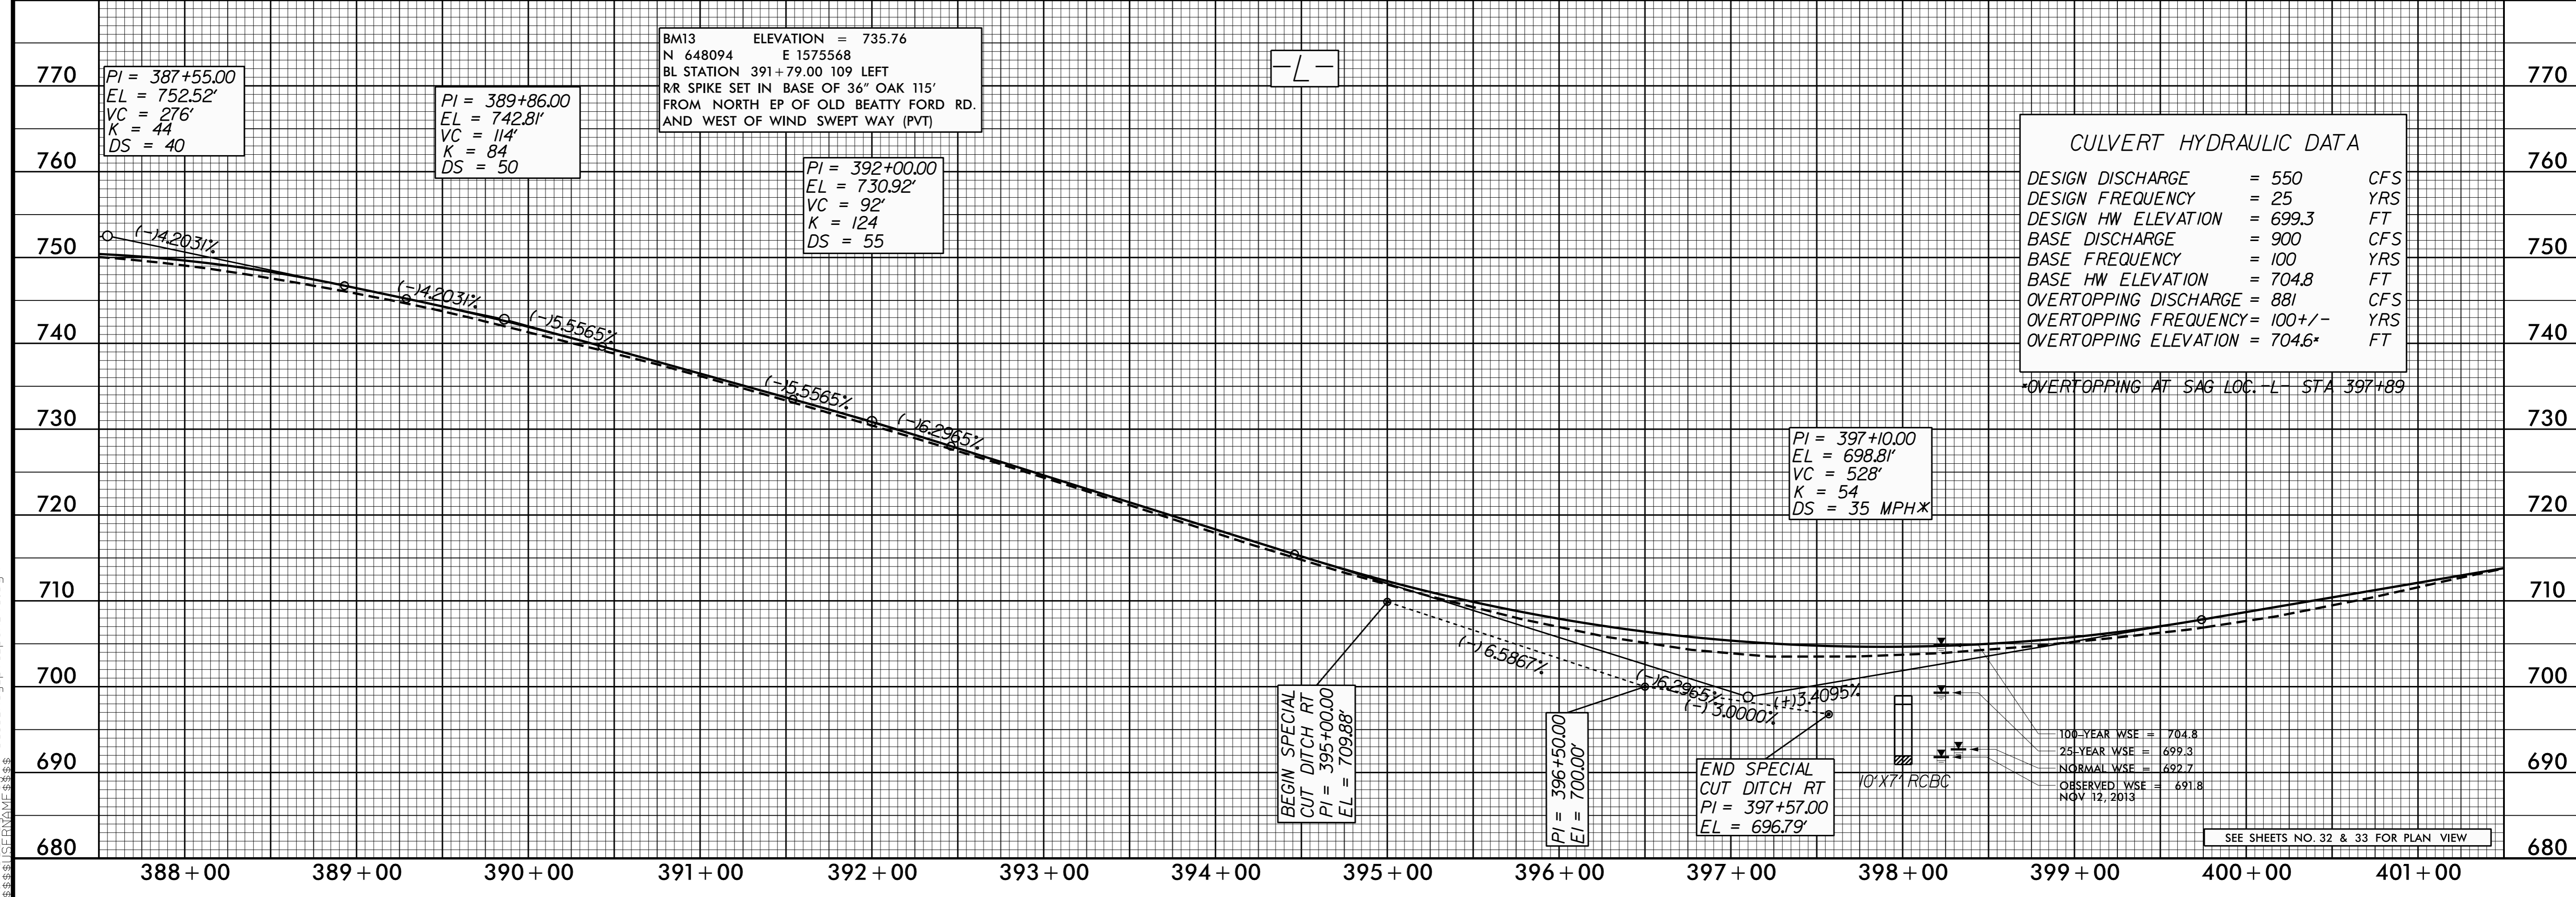 BM13 ELEVATION = 735.76
N 648094 E 1575568
BL STATION 391+79.00 109 LEFT
R/R SPIKE SET IN BASE OF 36" OAK 115'
FROM NORTH EP OF OLD BEATTY FORD RD.
AND WEST OF WIND SWEPT WAY (PVT)
-L-
PI = 387+55.00
EL = 752.52'
VC = 276'
K = 44
DS = 40
PI = 389+86.00
EL = 742.81'
VC = 114'
K = 84
DS = 50
PI = 392+00.00
EL = 730.92'
VC = 92'
K = 124
DS = 55
CULVERT HYDRAULIC DATA
DESIGN DISCHARGE = 550 CFS
DESIGN FREQUENCY = 25 YRS
DESIGN HW ELEVATION = 699.3 FT
BASE DISCHARGE = 900 CFS
BASE FREQUENCY = 100 YRS
BASE HW ELEVATION = 704.8 FT
OVERTOPPING DISCHARGE = 881 CFS
OVERTOPPING FREQUENCY = 100+/- YRS
OVERTOPPING ELEVATION = 704.6* FT
*OVERTOPPING AT SAG LOC. -L- STA 397+89
PI = 397+10.00
EL = 698.81'
VC = 528'
K = 54
DS = 35 MPH*
770
760
750
740
730
720
710
700
690
680
770
760
750
740
730
720
710
700
690
680
(-)4.2031%
(-)4.2031%
(-)5.5565%
(-)5.5565%
(-)6.2965%
(-)6.5867%
(-)6.2965%
(-)3.0000%
(+)3.4095%
BEGIN SPECIAL
CUT DITCH RT
PI = 395+00.00
EL = 709.88'
PI = 396+50.00
El = 700.00'
END SPECIAL
CUT DITCH RT
PI = 397+57.00
EL = 696.79'
10'X7' RCBC
100-YEAR WSE = 704.8
25-YEAR WSE = 699.3
NORMAL WSE = 692.7
OBSERVED WSE = 691.8
NOV 12, 2013
SEE SHEETS NO. 32 & 33 FOR PLAN VIEW
388+00 389+00 390+00 391+00 392+00 393+00 394+00 395+00 396+00 397+00 398+00 399+00 400+00 401+00